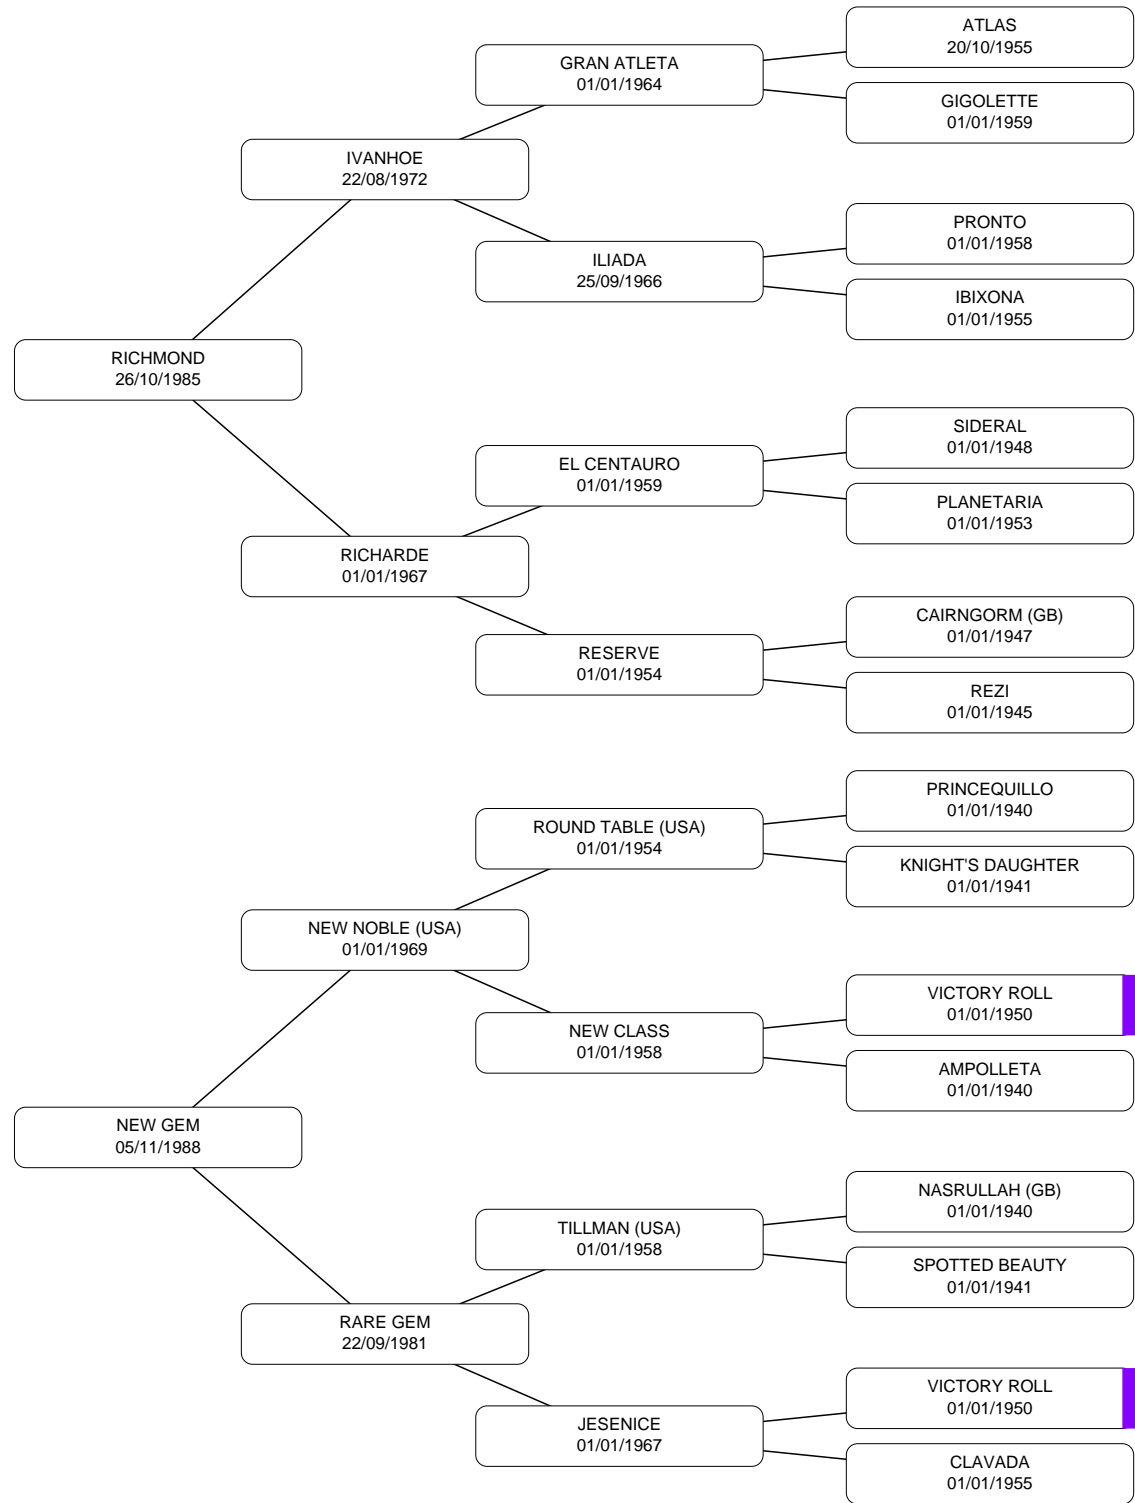 ATLAS
20/10/1955
GRAN ATLETA
01/01/1964
GIGOLETTE
01/01/1959
IVANHOE
22/08/1972
PRONTO
01/01/1958
ILIADA
25/09/1966
IBIXONA
01/01/1955
RICHMOND
26/10/1985
SIDERAL
01/01/1948
EL CENTAURO
01/01/1959
PLANETARIA
01/01/1953
RICHARDE
01/01/1967
CAIRNGORM (GB)
01/01/1947
RESERVE
01/01/1954
REZI
01/01/1945
PRINCEQUILLO
01/01/1940
ROUND TABLE (USA)
01/01/1954
KNIGHT'S DAUGHTER
01/01/1941
NEW NOBLE (USA)
01/01/1969
VICTORY ROLL
01/01/1950
NEW CLASS
01/01/1958
AMPOLLETA
01/01/1940
NEW GEM
05/11/1988
NASRULLAH (GB)
01/01/1940
TILLMAN (USA)
01/01/1958
SPOTTED BEAUTY
01/01/1941
RARE GEM
22/09/1981
VICTORY ROLL
01/01/1950
JESENICE
01/01/1967
CLAVADA
01/01/1955